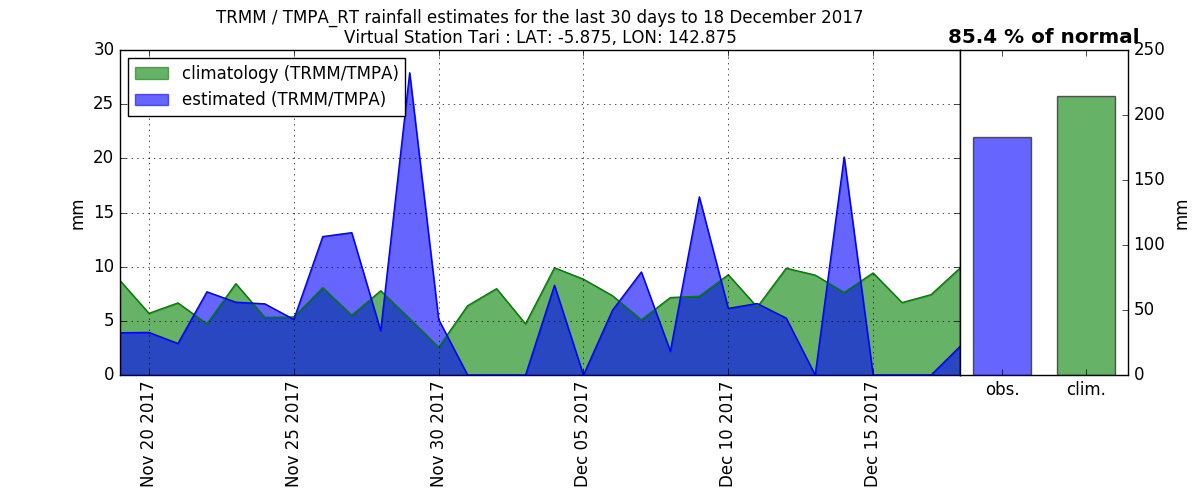 TRMM / TMPA_RT rainfall estimates for the last 30 days to 18 December 2017
Virtual Station Tari : LAT: -5.875, LON: 142.875
85.4 % of normal
climatology (TRMM/TMPA)
estimated (TRMM/TMPA)
30
25
20
15
10
5
0
mm
250
200
150
100
50
0
mm
Nov 20 2017
Nov 25 2017
Nov 30 2017
Dec 05 2017
Dec 10 2017
Dec 15 2017
obs.
clim.